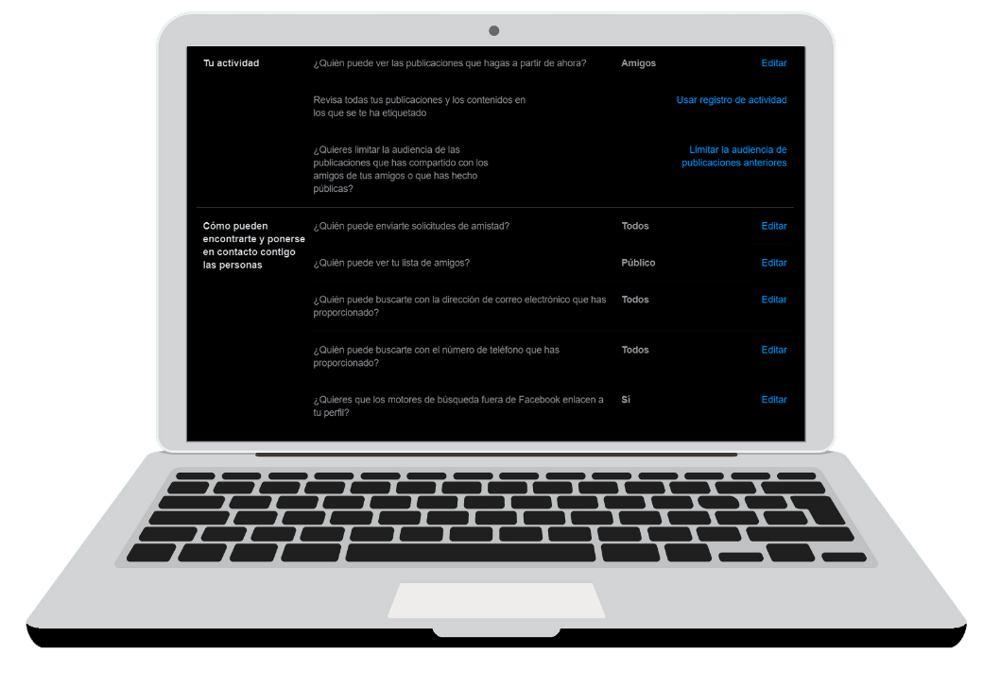 Tu actividad
¿Quién puede ver las publicaciones que hagas a partir de ahora?
Amigos
Editar
Revisa todas tus publicaciones y los contenidos en
los que se te ha etiquetado
Usar registro de actividad
¿Quieres limitar la audiencia de las
publicaciones que has compartido con los
amigos de tus amigos o que has hecho
públicas?
Limitar la audiencia de
publicaciones anteriores
Cómo pueden
encontrarte y ponerse
en contacto contigo
las personas
¿Quién puede enviarte solicitudes de amistad?
Todos
Editar
¿Quién puede ver tu lista de amigos?
Público
Editar
¿Quién puede buscarte con la dirección de correo electrónico que has
proporcionado?
Todos
Editar
¿Quién puede buscarte con el número de teléfono que has
proporcionado?
Todos
Editar
¿Quieres que los motores de búsqueda fuera de Facebook enlacen a
tu perfil?
Sí
Editar